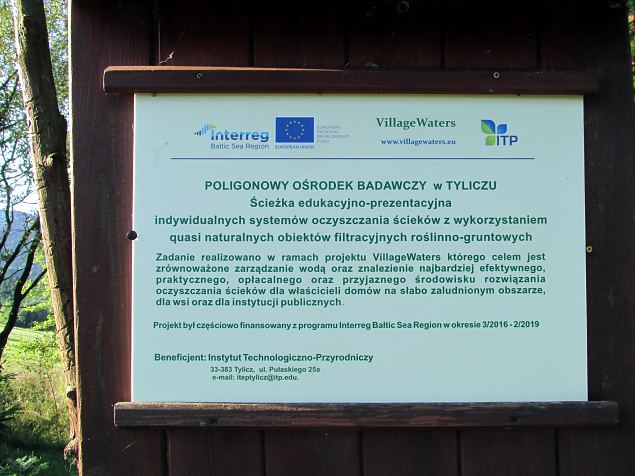 Interreg
Baltic Sea Region
EUROPEAN UNION
EUROPEAN
REGIONAL
DEVELOPMENT
FUND
VillageWaters
www.villagewaters.eu
ITP
POLIGONOWY OŚRODEK BADAWCZY w TYLICZU
Ścieżka edukacyjno-prezentacyjna
indywidualnych systemów oczyszczania ścieków z wykorzystaniem
quasi naturalnych obiektów filtracyjnych roślinno-gruntowych
Zadanie realizowano w ramach projektu VillageWaters którego celem jest
zrównoważone zarządzanie wodą oraz znalezienie najbardziej efektywnego,
praktycznego, opłacalnego oraz przyjaznego środowisku rozwiązania
oczyszczania ścieków dla właścicieli domów na słabo zaludnionym obszarze,
dla wsi oraz dla instytucji publicznych.
Projekt był częściowo finansowany z programu Interreg Baltic Sea Region w okresie 3/2016 - 2/2019
Beneficjent: Instytut Technologiczno-Przyrodniczy
33-383 Tylicz, ul. Pułaskiego 25a
e-mail: iteptylicz@itp.edu.